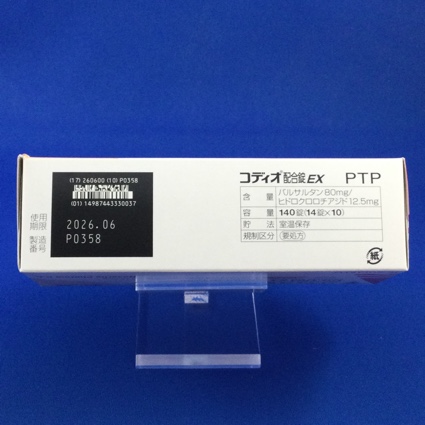 (17) 260600 (10) P0358
(01) 14987443330037
使用期限 2026.06
製造番号 P0358
コディオ配合錠EX PTP
含量 バルサルタン80mg/
ヒドロクロロチアジド12.5mg
包装 140錠(14錠×10)
貯法 室温保存
規制区分 (要処方)
紙